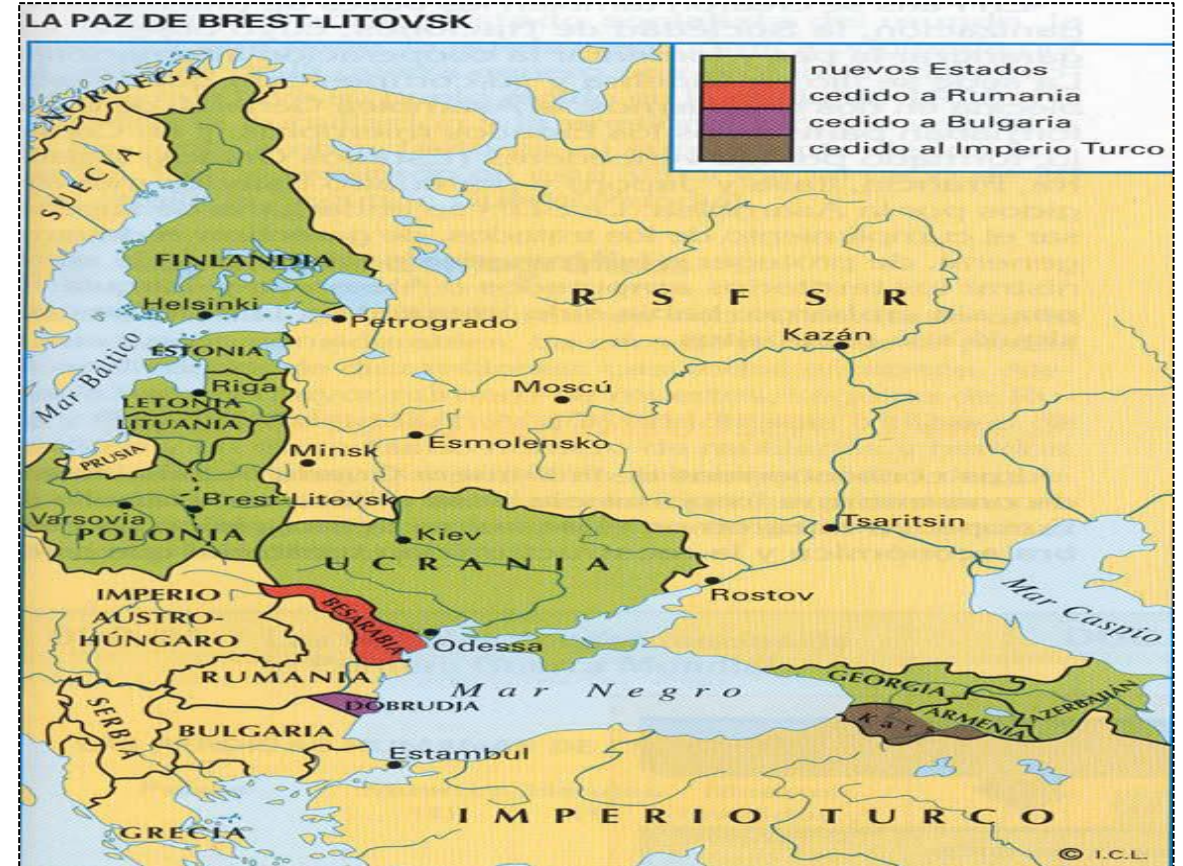 LA PAZ DE BREST-LITOVSK
nuevos Estados
cedido a Rumania
cedido a Bulgaria
cedido al Imperio Turco
NORUEGA
SUECIA
FINLANDIA
Helsinki
Petrogrado
R S F S R
Kazán
ESTONIA
Mar Báltico
Riga
LETONIA
Moscú
LITUANIA
Esmolensko
PRUSIA
Minsk
Brest-Litovsk
Varsovia
POLONIA
Tsaritsin
Kiev
UCRANIA
Rostov
Mar Caspio
IMPERIO
AUSTRO-
HÚNGARO
BESARABIA
Odessa
RUMANIA
Mar Negro
GEORGIA
DOBRUDJA
SERBIA
BULGARIA
Kars
ARMENIA
AZERBAIJÁN
Estambul
IMPERIO TURCO
GRECIA
© I.C.L.